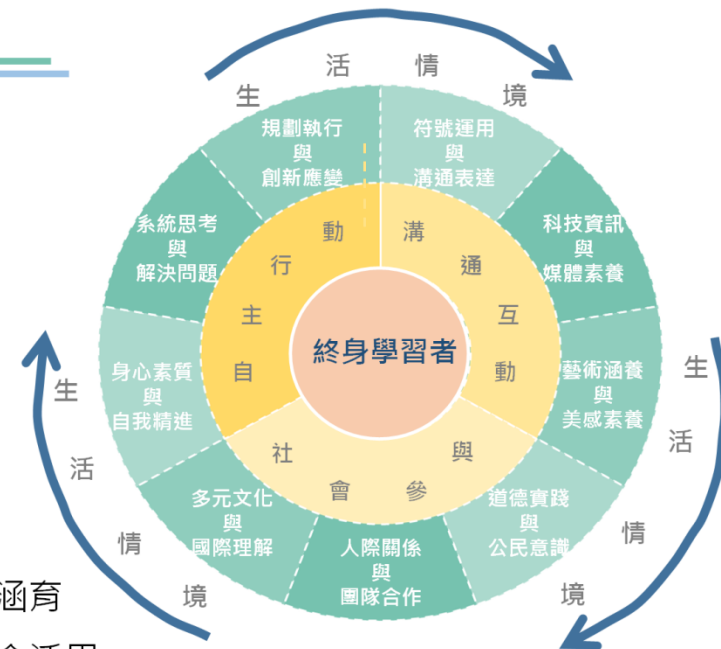 生活情境
規劃執行
與
創新應變
符號運用
與
溝通表達
系統思考
與
解決問題
科技資訊
與
媒體素養
身心素質
與
自我精進
藝術涵養
與
美感素養
多元文化
與
國際理解
人際關係
與
團隊合作
道德實踐
與
公民意識
自主行動
溝通互動
社會參與
終身學習者
生活情境
生活情境
涵育